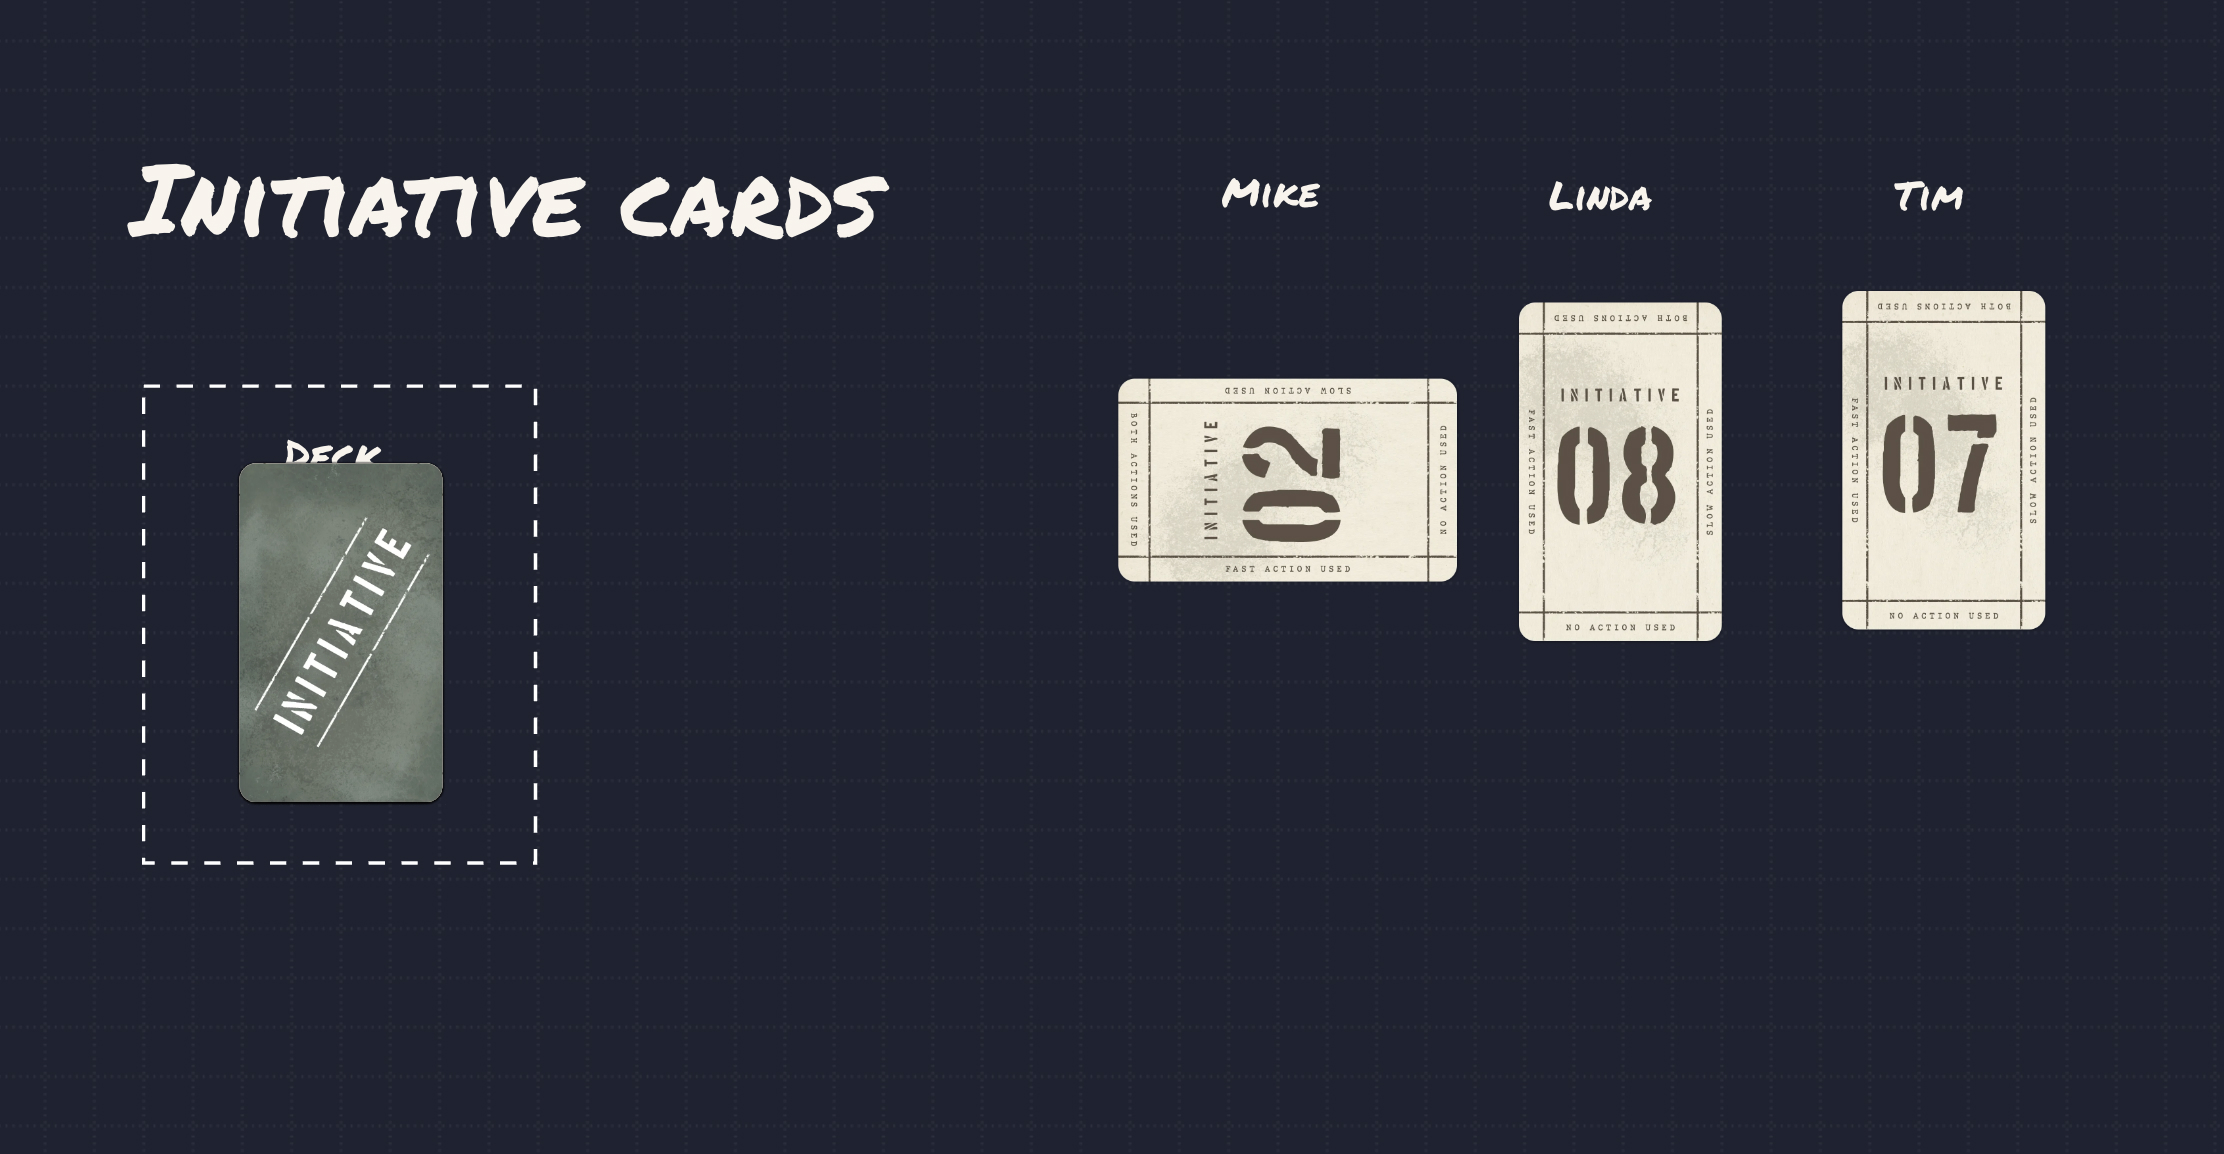 Initiative cards
Mike
Linda
Tim
Deck
INITIATIVE
SLOW ACTION USED
BOTH ACTIONS USED
INITIATIVE
02
NO ACTION USED
FAST ACTION USED
BOTH ACTIONS USED
FAST ACTION USED
INITIATIVE
08
SLOW ACTION USED
NO ACTION USED
BOTH ACTIONS USED
FAST ACTION USED
INITIATIVE
07
SLOW ACTION USED
NO ACTION USED